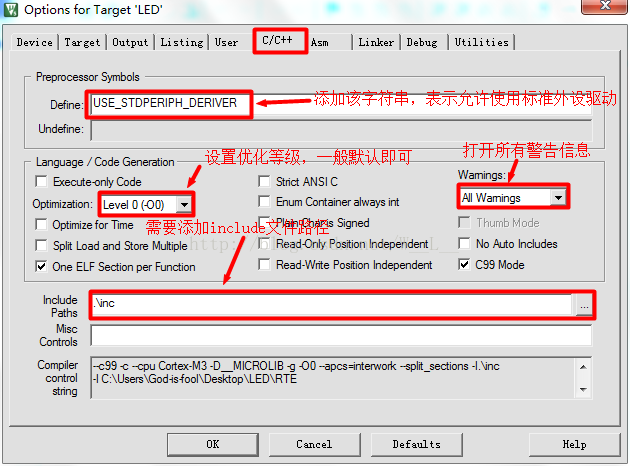 Options for Target 'LED'
Device Target Output Listing User C/C++ Asm Linker Debug Utilities
Preprocessor Symbols
Define: USE_STDPERIPH_DERIVER
添加该字符串，表示允许使用标准外设驱动
Undefine:
设置优化等级，一般默认即可
打开所有警告信息
Language / Code Generation
Execute-only Code
Strict ANSI C
Warnings:
Optimization: Level 0 (-O0)
Enum Container always int
All Warnings
需要添加include文件路径
Optimize for Time
Plain Char is Signed
Thumb Mode
Split Load and Store Multiple
Read-Only Position Independent
No Auto Includes
One ELF Section per Function
Read-Write Position Independent
C99 Mode
Include Paths
.\inc
...
Misc Controls
Compiler control string
--c99 -c --cpu Cortex-M3 -D__MICROLIB -g -O0 --apcs=interwork --split_sections -I.\inc
-I C:\Users\God-is-fool\Desktop\LED\RTE
OK Cancel Defaults Help